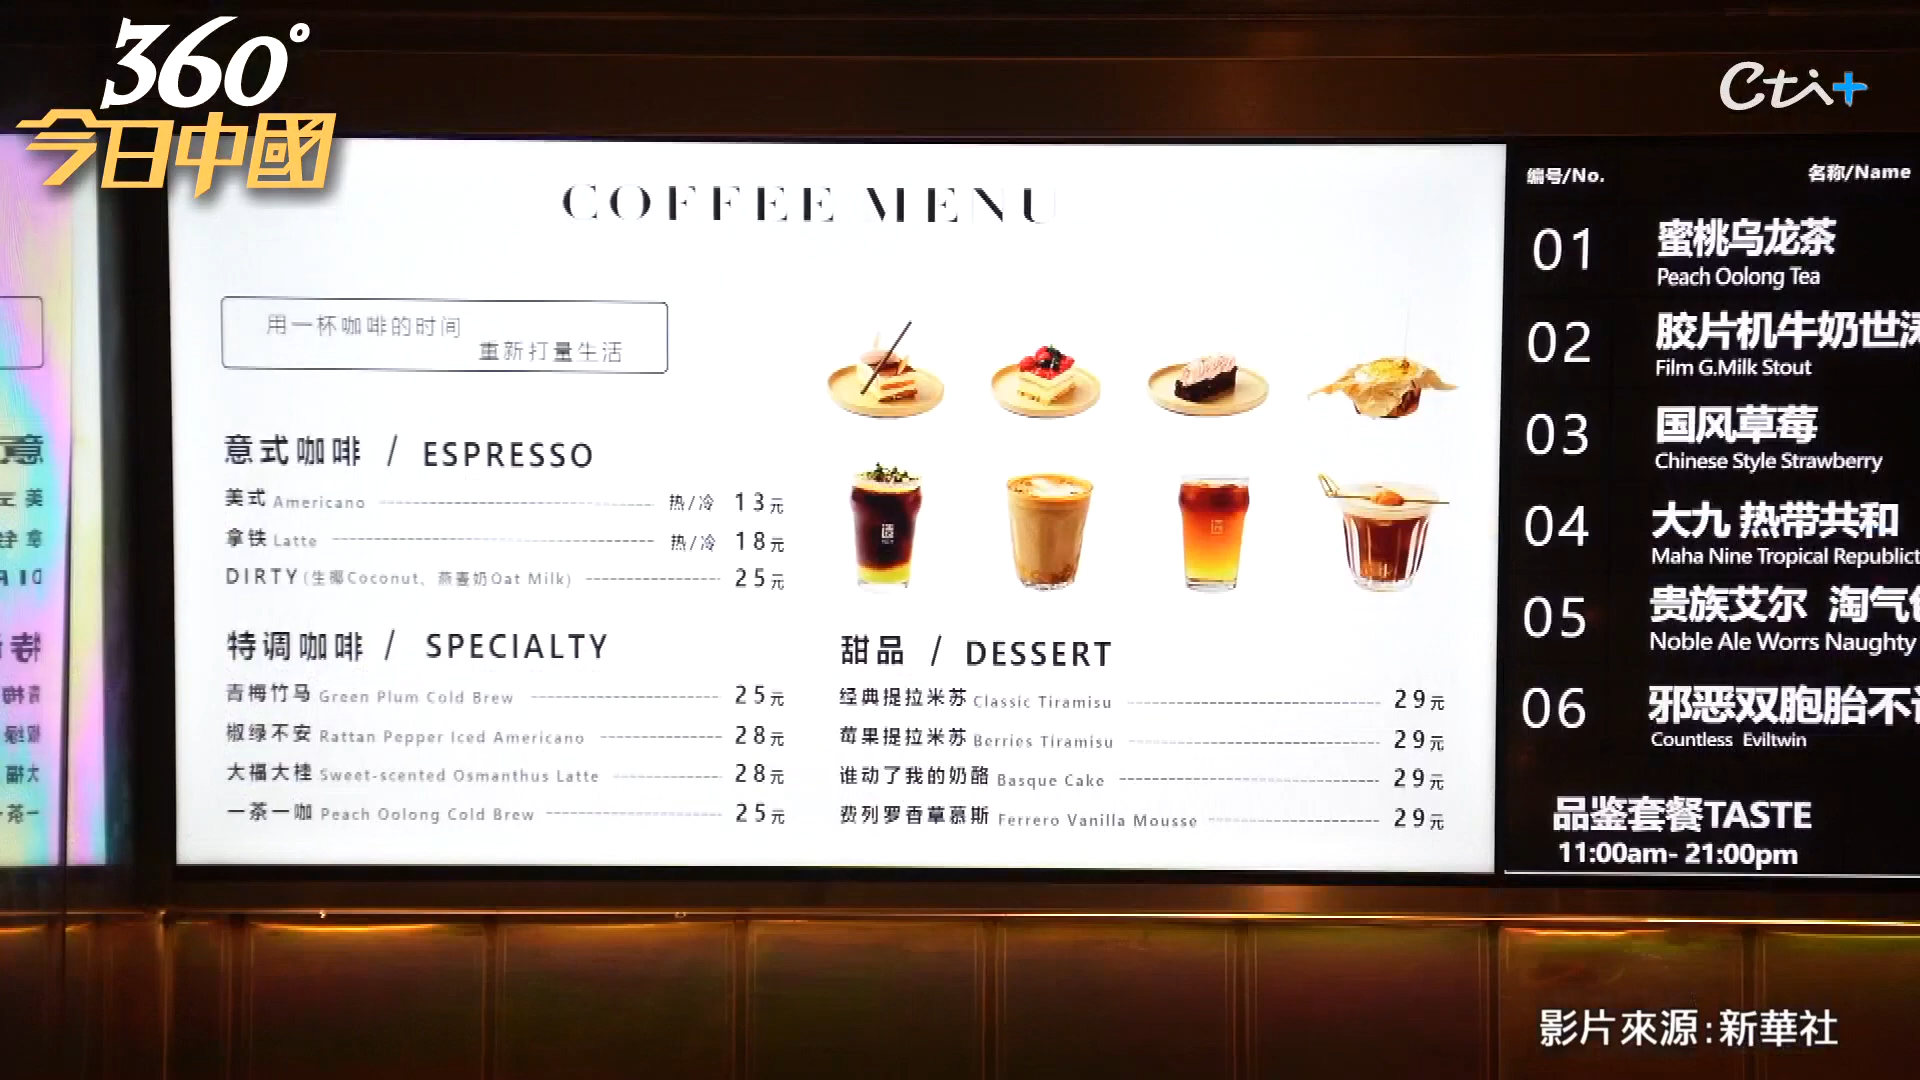 360°
今日中國
Cti+
COFFEE MENU
用一杯咖啡的时间
重新打量生活
意式咖啡 / ESPRESSO
美式 Americano 热/冷 13元
拿铁 Latte 热/冷 18元
DIRTY (生椰Coconut、燕麦奶Oat Milk) 25元
特调咖啡 / SPECIALTY
青梅竹马 Green Plum Cold Brew 25元
椒绿不安 Rattan Pepper Iced Americano 28元
大福大桂 Sweet-scented Osmanthus Latte 28元
一茶一咖 Peach Oolong Cold Brew 25元
甜品 / DESSERT
经典提拉米苏 Classic Tiramisu 29元
莓果提拉米苏 Berries Tiramisu 29元
谁动了我的奶酪 Basque Cake 29元
费列罗香草慕斯 Ferrero Vanilla Mousse 29元
编号/No. 名称/Name
01 蜜桃乌龙茶
Peach Oolong Tea
02 胶片机牛奶世涛
Film G.Milk Stout
03 国风草莓
Chinese Style Strawberry
04 大九 热带共和
Maha Nine Tropical Republict
05 贵族艾尔 淘气
Noble Ale Worrs Naughty
06 邪恶双胞胎不
Countless Eviltwin
品鉴套餐TASTE
11:00am- 21:00pm
影片來源:新華社